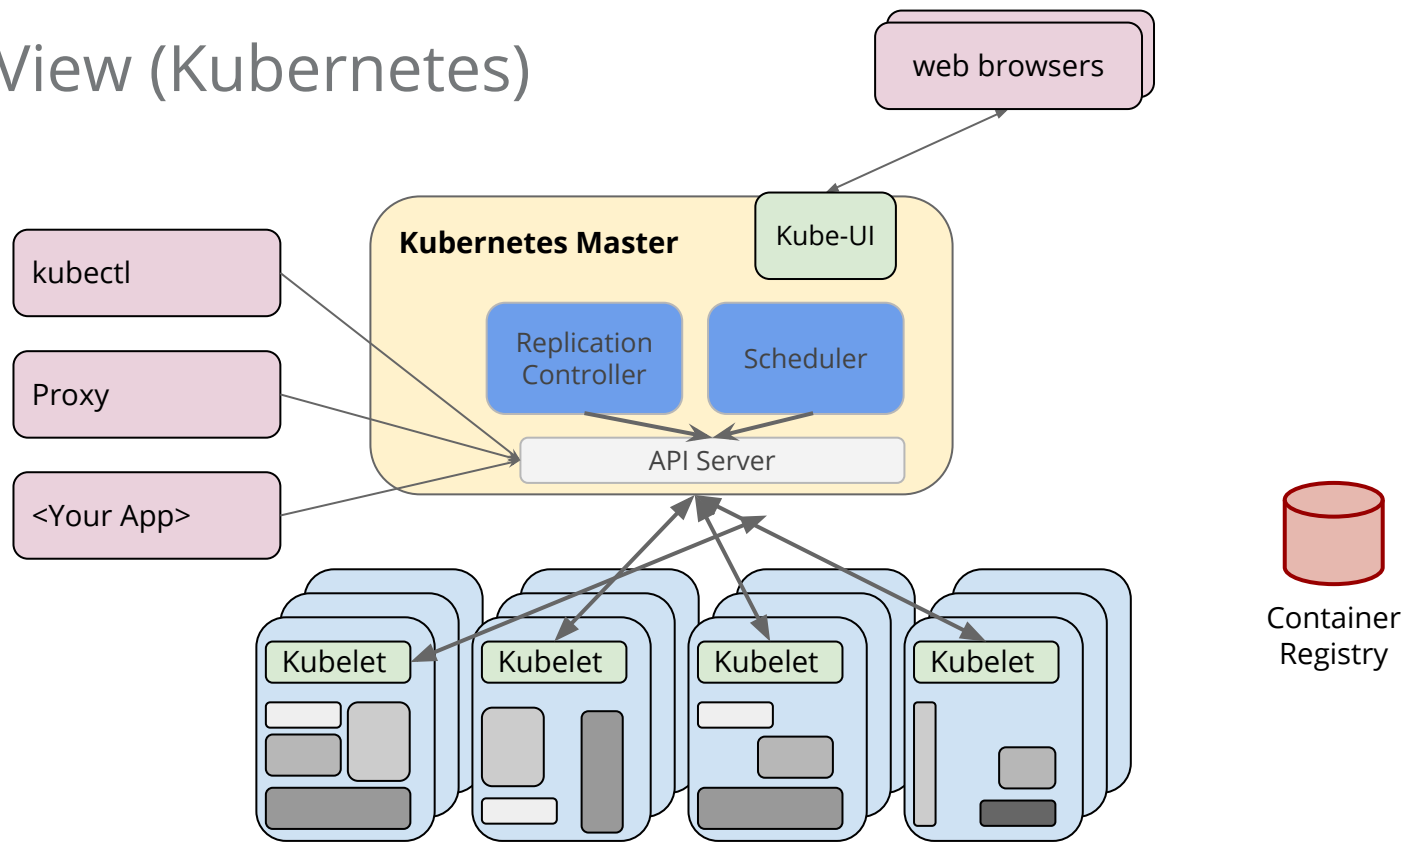 View (Kubernetes)
web browsers
Kube-UI
Kubernetes Master
kubectl
Replication
Controller
Scheduler
Proxy
API Server
<Your App>
Container
Registry
Kubelet
Kubelet
Kubelet
Kubelet